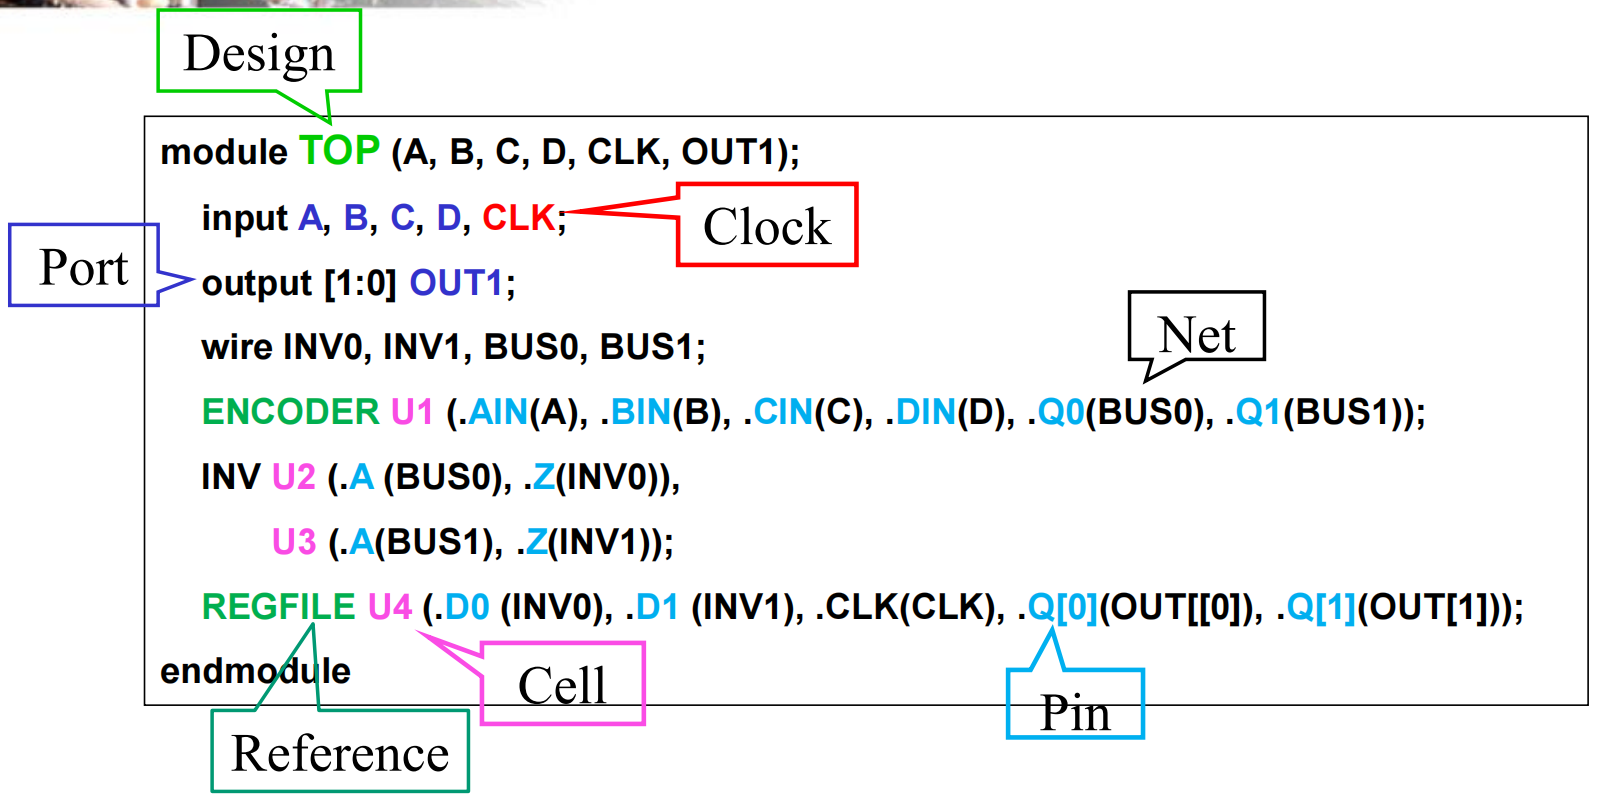 Design
module TOP (A, B, C, D, CLK, OUT1);
input A, B, C, D, CLK;
Clock
Port
output [1:0] OUT1;
wire INV0, INV1, BUS0, BUS1;
Net
ENCODER U1 (.AIN(A), .BIN(B), .CIN(C), .DIN(D), .Q0(BUS0), .Q1(BUS1));
INV U2 (.A (BUS0), .Z(INV0)),
U3 (.A(BUS1), .Z(INV1));
REGFILE U4 (.D0 (INV0), .D1 (INV1), .CLK(CLK), .Q[0](OUT[[0]), .Q[1](OUT[1]));
endmodule
Cell
Pin
Reference